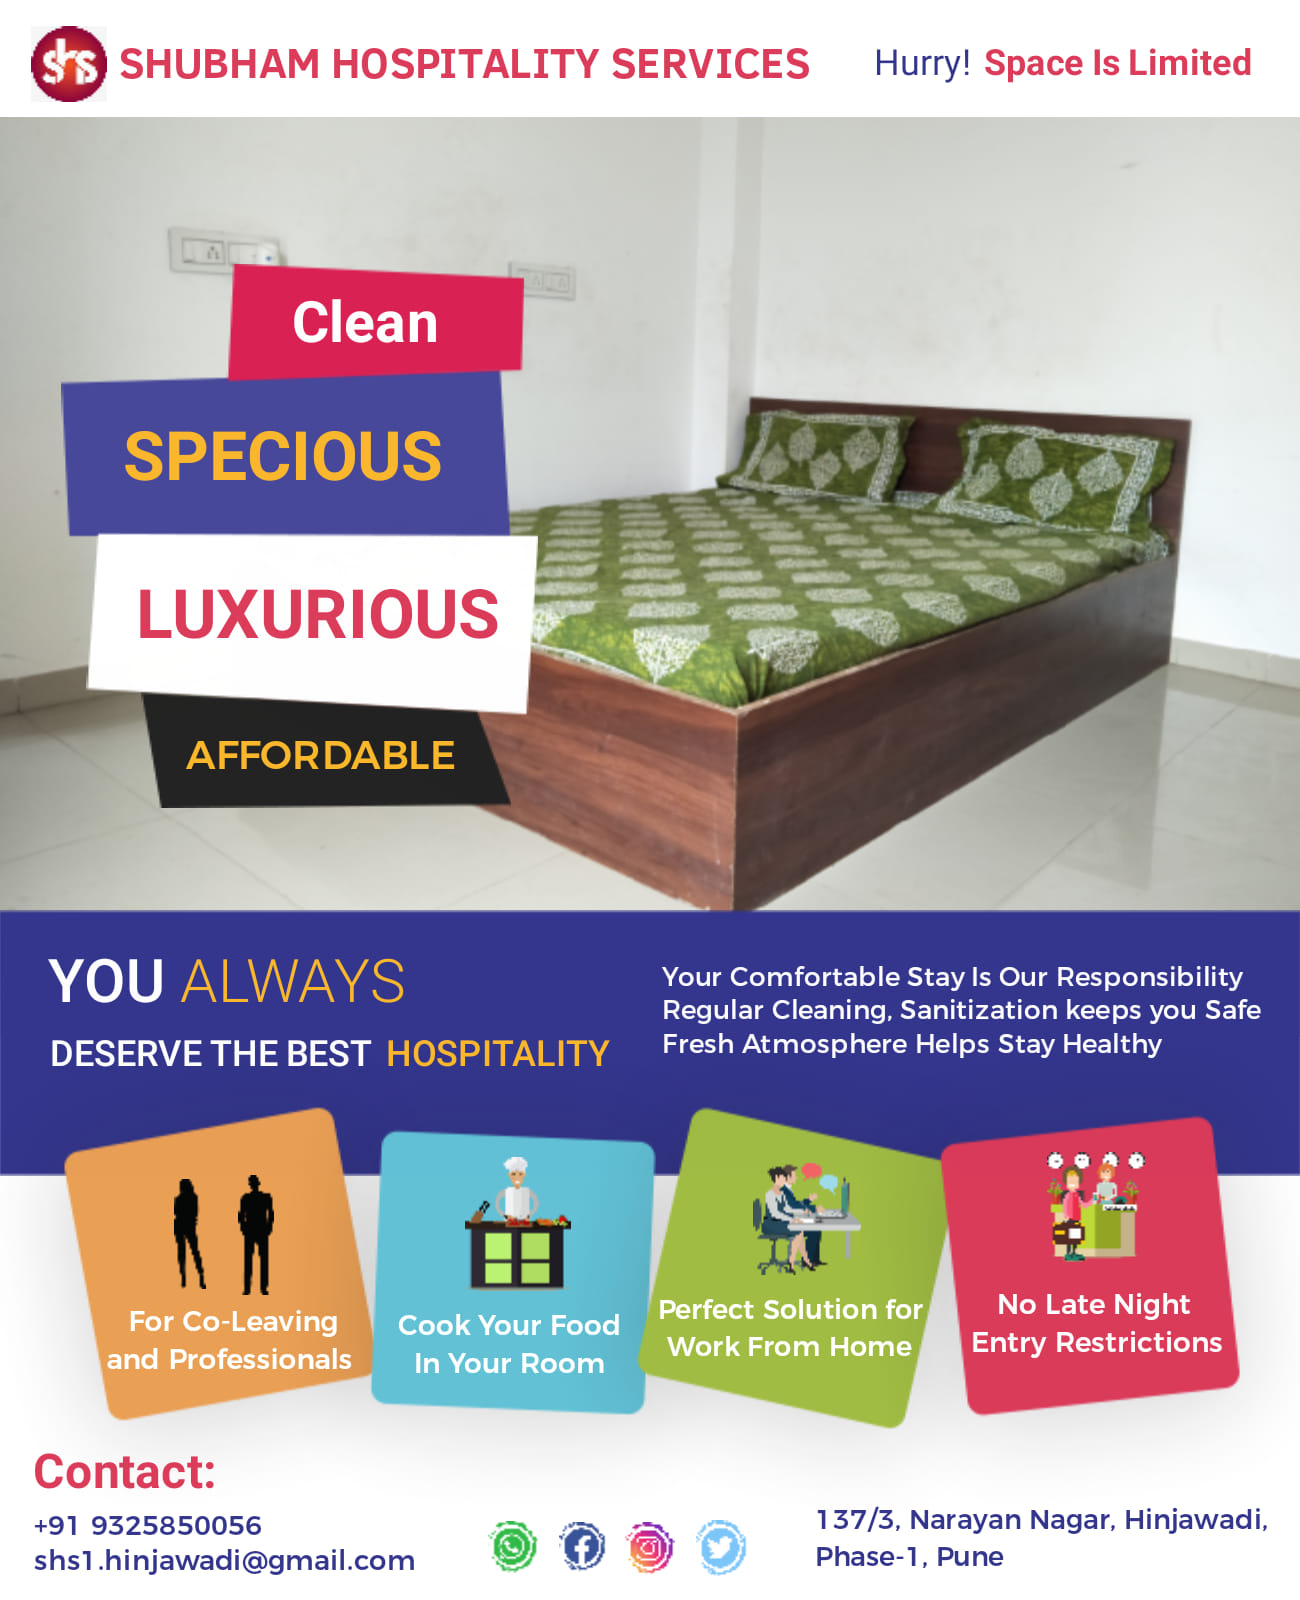 shs
SHUBHAM HOSPITALITY SERVICES
Hurry! Space Is Limited
Clean
SPECIOUS
LUXURIOUS
AFFORDABLE
YOU ALWAYS
DESERVE THE BEST HOSPITALITY
Your Comfortable Stay Is Our Responsibility
Regular Cleaning, Sanitization keeps you Safe
Fresh Atmosphere Helps Stay Healthy
For Co-Leaving
and Professionals
Cook Your Food
In Your Room
Perfect Solution for
Work From Home
No Late Night
Entry Restrictions
Contact:
+91 9325850056
shs1.hinjawadi@gmail.com
137/3, Narayan Nagar, Hinjawadi,
Phase-1, Pune